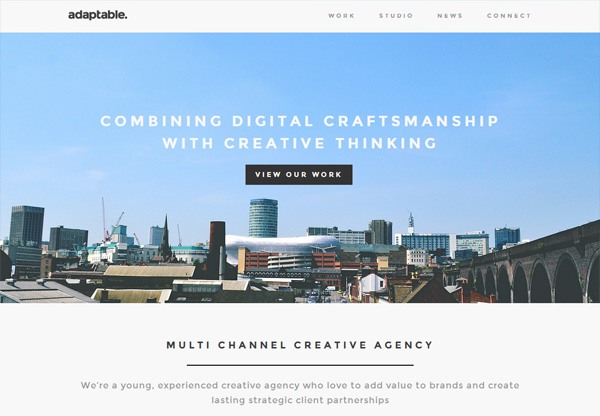 adaptable.
WORK STUDIO NEWS CONNECT
COMBINING DIGITAL CRAFTSMANSHIP
WITH CREATIVE THINKING
VIEW OUR WORK
MULTI CHANNEL CREATIVE AGENCY
We're a young, experienced creative agency who love to add value to brands and create
lasting strategic client partnerships